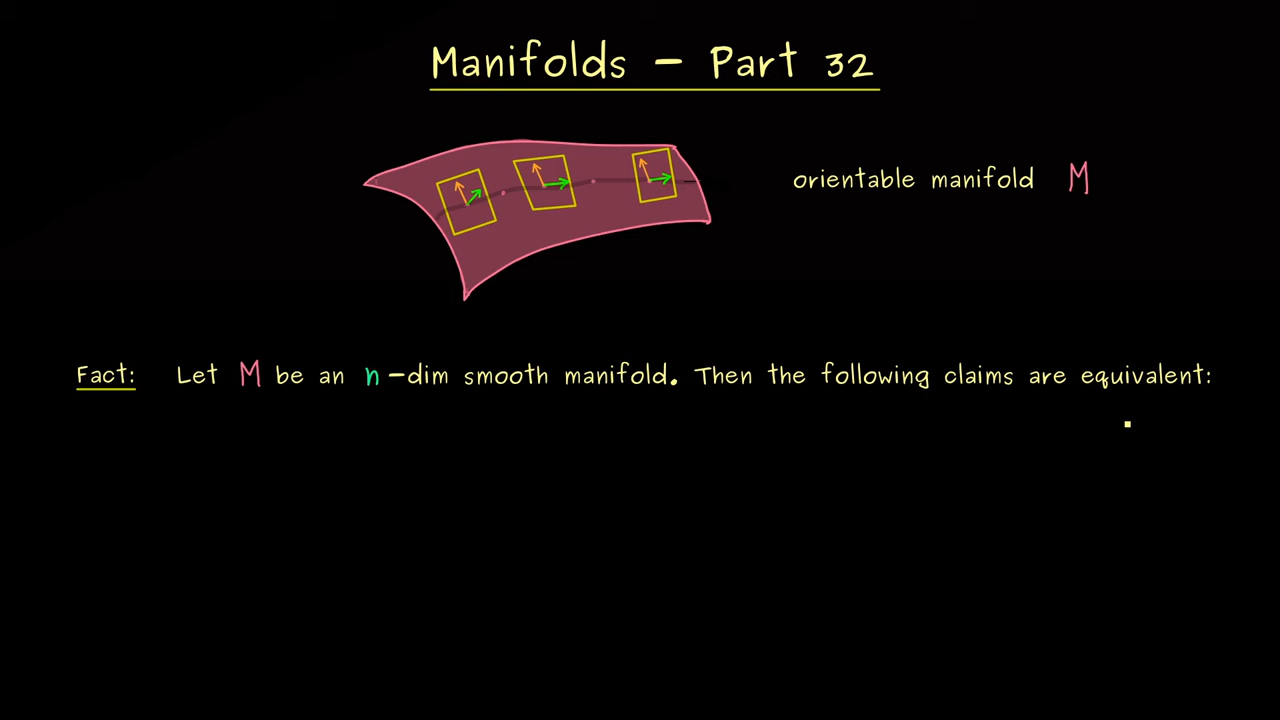 Manifolds - Part 32
orientable manifold M
Fact: Let M be an n-dim smooth manifold. Then the following claims are equivalent: